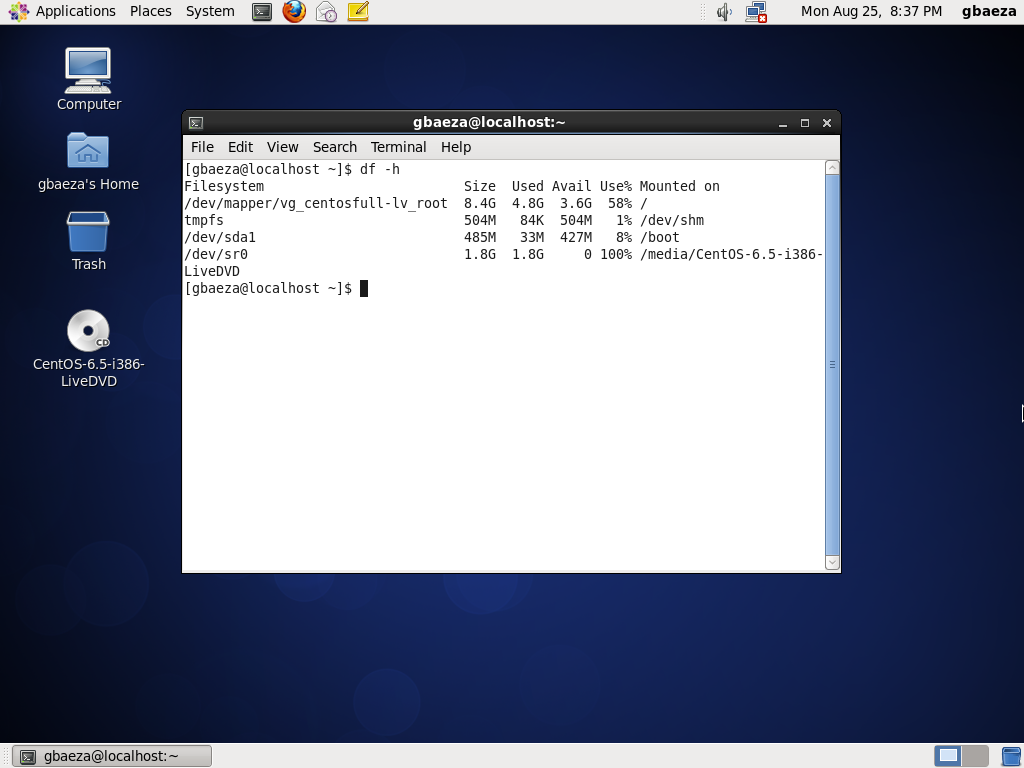 Applications Places System Mon Aug 25, 8:37 PM gbaeza
Computer
gbaeza's Home
Trash
CentOS-6.5-i386-
LiveDVD
CD
gbaeza@localhost:~
File Edit View Search Terminal Help
[gbaeza@localhost ~]$ df -h
Filesystem                         Size  Used Avail Use% Mounted on
/dev/mapper/vg_centosfull-lv_root  8.4G  4.8G  3.6G  58% /
tmpfs                              504M   84K  504M   1% /dev/shm
/dev/sda1                          485M   33M  427M   8% /boot
/dev/sr0                           1.8G  1.8G     0 100% /media/CentOS-6.5-i386-
LiveDVD
[gbaeza@localhost ~]$
gbaeza@localhost:~